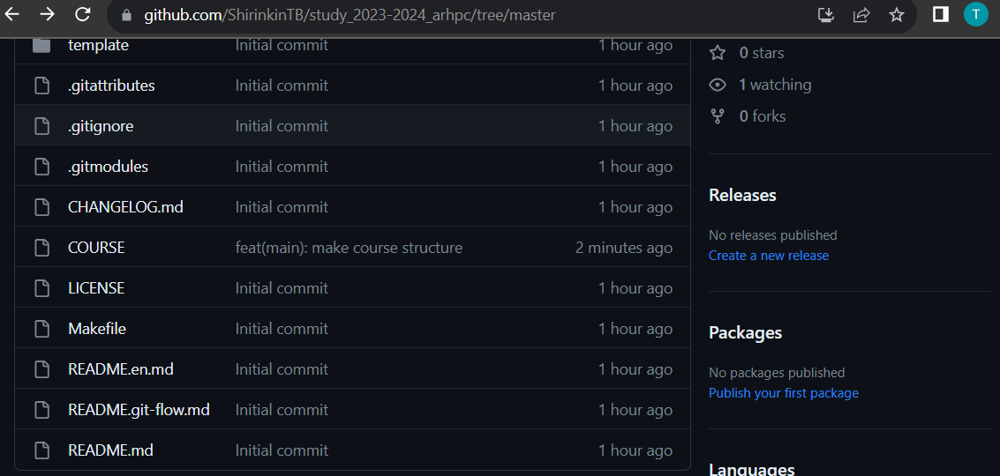 github.com/ShirinkinTB/study_2023-2024_arhpc/tree/master
T
template Initial commit 1 hour ago
.gitattributes Initial commit 1 hour ago
.gitignore Initial commit 1 hour ago
.gitmodules Initial commit 1 hour ago
CHANGELOG.md Initial commit 1 hour ago
COURSE feat(main): make course structure 2 minutes ago
LICENSE Initial commit 1 hour ago
Makefile Initial commit 1 hour ago
README.en.md Initial commit 1 hour ago
README.git-flow.md Initial commit 1 hour ago
README.md Initial commit 1 hour ago
0 stars
1 watching
0 forks
Releases
No releases published
Create a new release
Packages
No packages published
Publish your first package
Languages